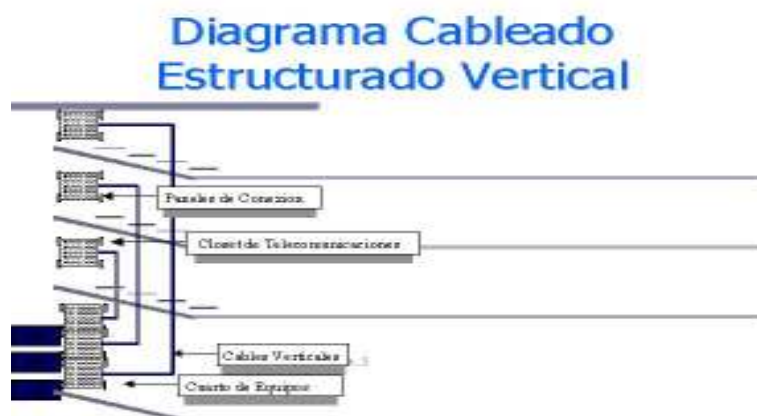 Diagrama Cableado
Estructurado Vertical
Paneles de Conexion
Closet de Telecomunicaciones
Cables Verticales
Cuarto de Equipos